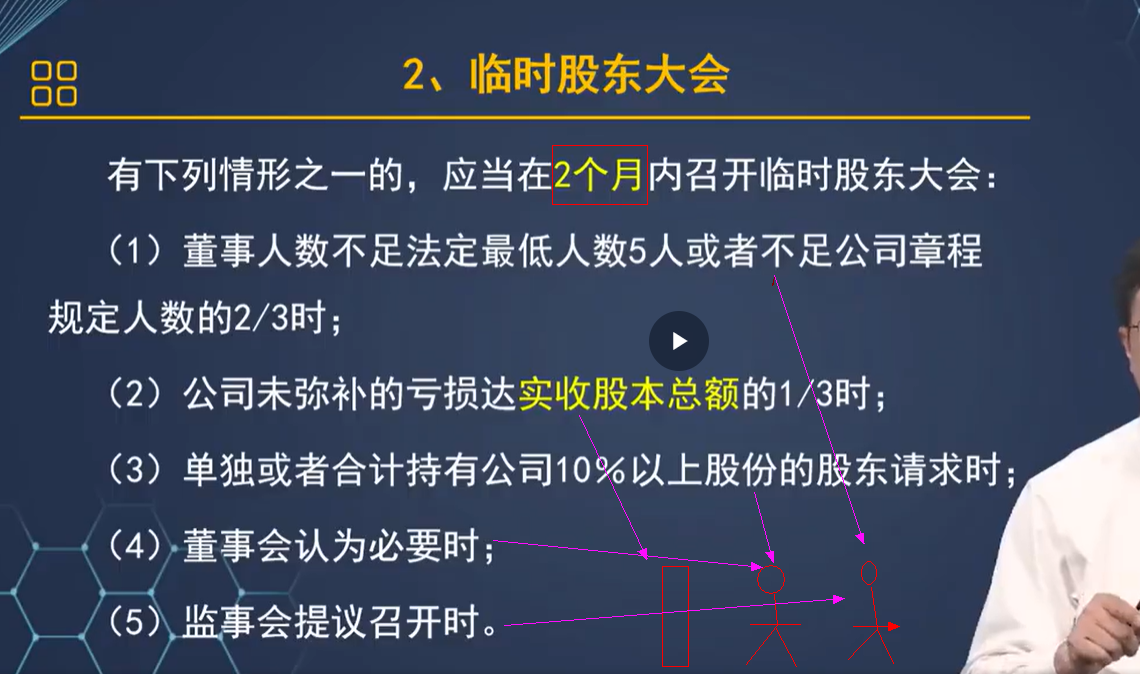 2、临时股东大会
有下列情形之一的，应当在2个月内召开临时股东大会：
（1）董事人数不足法定最低人数5人或者不足公司章程
规定人数的2/3时；
（2）公司未弥补的亏损达实收股本总额的1/3时；
（3）单独或者合计持有公司10%以上股份的股东请求时；
（4）董事会认为必要时；
（5）监事会提议召开时。